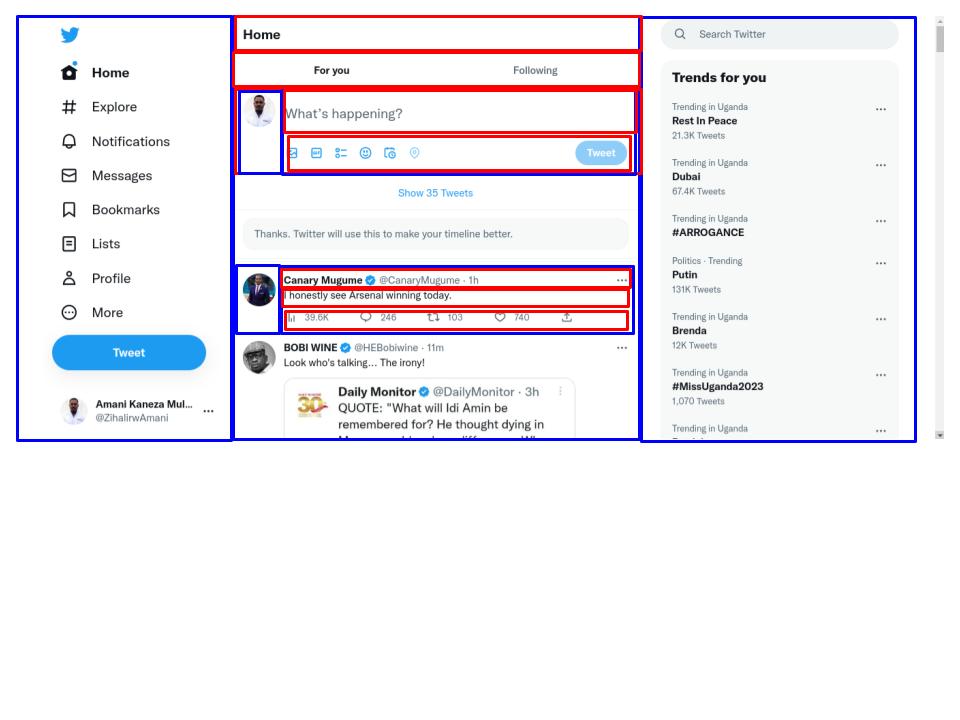 Home
Explore
Notifications
Messages
Bookmarks
Lists
Profile
More
Tweet
Amani Kaneza Mul... ...
@ZihalirwAmani
Home
For you Following
What's happening?
GIF Tweet
Show 35 Tweets
Thanks. Twitter will use this to make your timeline better.
Canary Mugume @CanaryMugume · 1h ...
I honestly see Arsenal winning today.
39.6K 246 103 740
BOBI WINE @HEBobiwine · 11m ...
Look who's talking... The irony!
30
Daily Monitor @DailyMonitor · 3h
QUOTE: "What will Idi Amin be
remembered for? He thought dying in
Search Twitter
Trends for you
Trending in Uganda ...
Rest In Peace
21.3K Tweets
Trending in Uganda ...
Dubai
67.4K Tweets
Trending in Uganda ...
#ARROGANCE
Politics · Trending ...
Putin
131K Tweets
Trending in Uganda ...
Brenda
12K Tweets
Trending in Uganda ...
#MissUganda2023
1,070 Tweets
Trending in Uganda ...